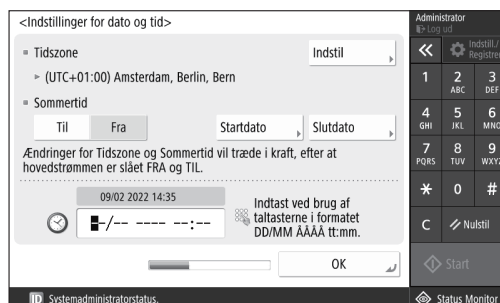 <Indstillinger for dato og tid>
Tidszone
Indstil
(UTC+01:00) Amsterdam, Berlin, Bern
Sommertid
Til Fra Startdato Slutdato
Ændringer for Tidszone og Sommertid vil træde i kraft, efter at
hovedstrømmen er slået FRA og TIL.
09/02 2022 14:35
-/-- ---- --:--
Indtast ved brug af
taltasterne i formatet
DD/MM ÅÅÅÅ tt:mm.
OK
ID Systemadministratorstatus.
Administrator
Log ud
Indstill./
Registrer
1 2 3
ABC DEF
4 5 6
GHI JKL MNO
7 8 9
PQRS TUV WXYZ
* 0 #
C Nulstil
Start
Status Monitor